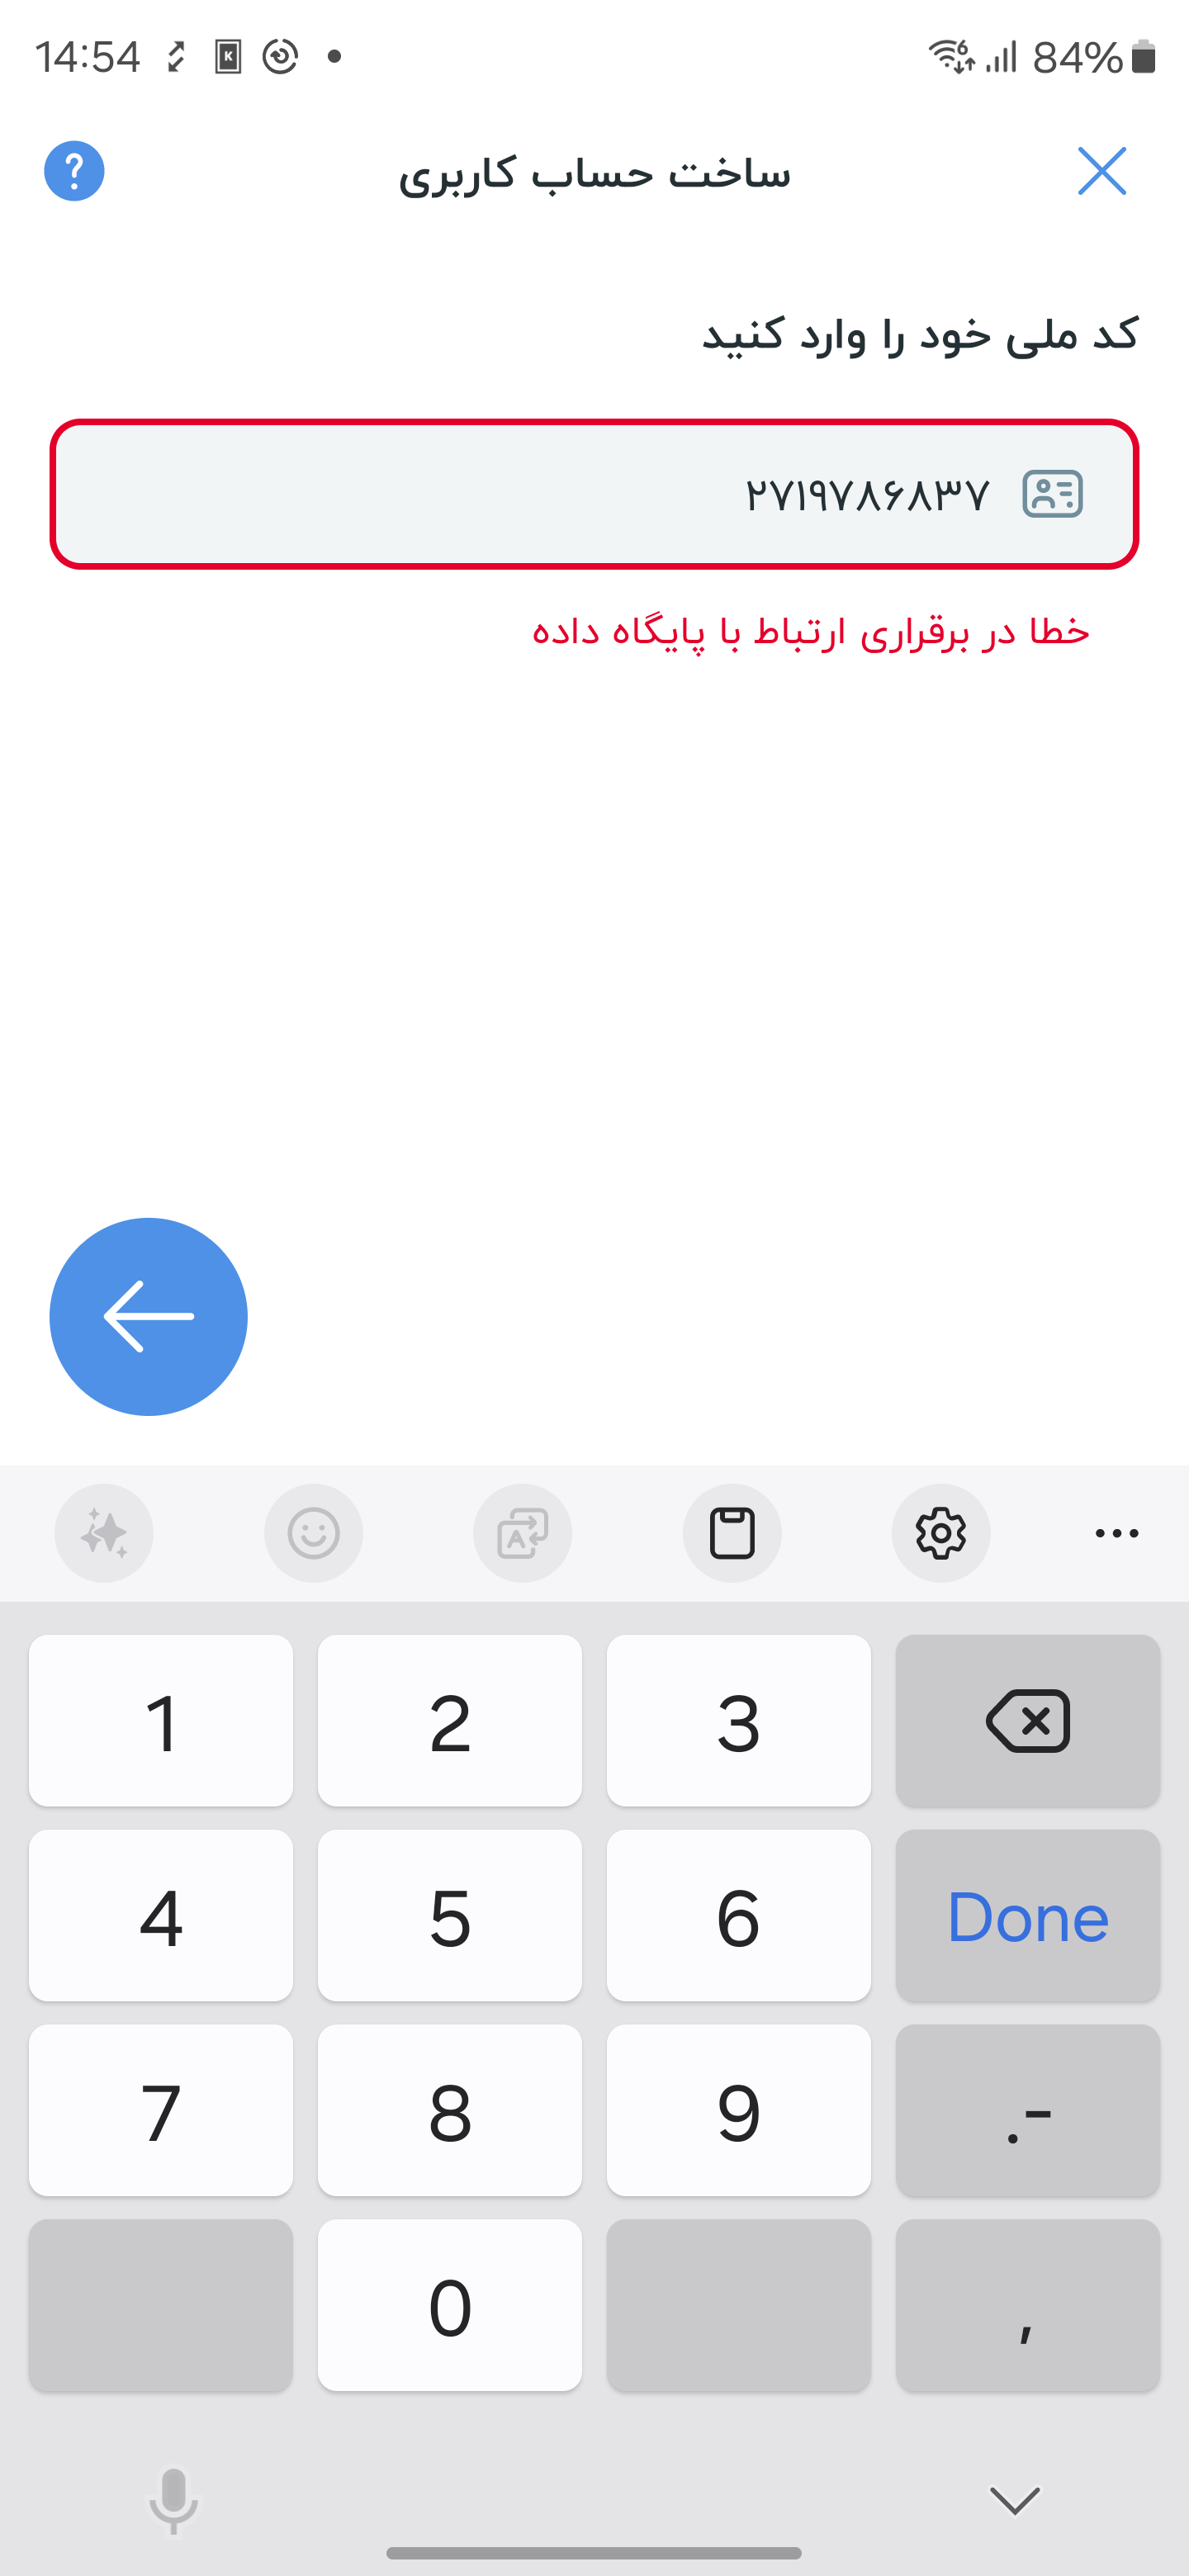 14:54
84%
ساخت حساب کاربری
کد ملی خود را وارد کنید
۲۷۱۹۷۸۶۸۳۷
خطا در برقراری ارتباط با پایگاه داده
1 2 3
4 5 6 Done
7 8 9 .-
0 ,